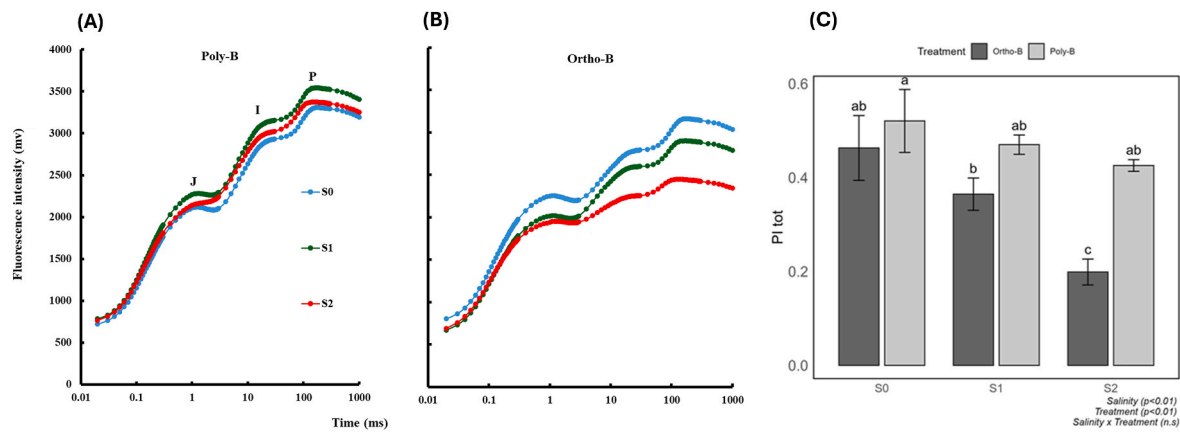 (A)
Poly-B
Fluorescence intensity (mv)
4000
3500
3000
2500
2000
1500
1000
500
0
J
I
P
S0
S1
S2
0.01
0.1
1
10
100
1000
Time (ms)
(B)
Ortho-B
0.01
0.1
1
10
100
1000
(C)
Treatment Ortho-B Poly-B
PI tot
0.6
0.4
0.2
0.0
ab
a
b
ab
c
ab
S0
S1
S2
Salinity (p<0.01)
Treatment (p<0.01)
Salinity x Treatment (n.s)